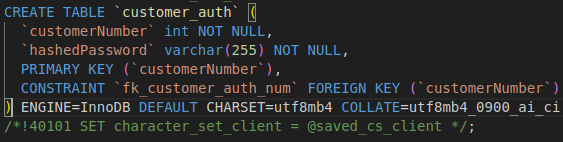 CREATE TABLE `customer_auth` (
  `customerNumber` int NOT NULL,
  `hashedPassword` varchar(255) NOT NULL,
  PRIMARY KEY (`customerNumber`),
  CONSTRAINT `fk_customer_auth_num` FOREIGN KEY (`customerNumber`)
) ENGINE=InnoDB DEFAULT CHARSET=utf8mb4 COLLATE=utf8mb4_0900_ai_ci
/*!40101 SET character_set_client = @saved_cs_client */;